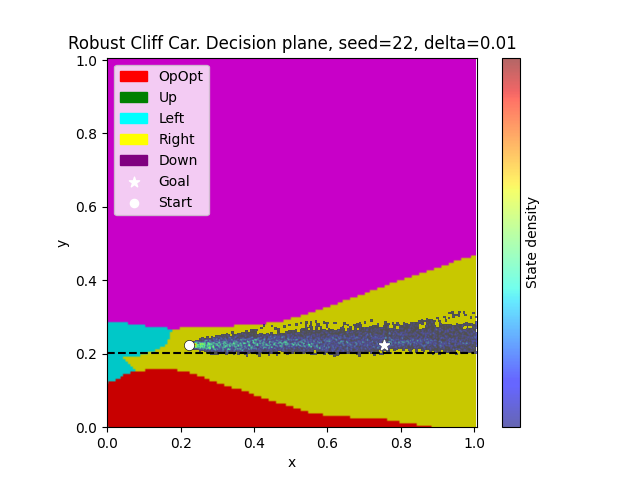 Robust Cliff Car. Decision plane, seed=22, delta=0.01
1.0
0.8
0.6
0.4
0.2
0.0
y
OpOpt
Up
Left
Right
Down
Goal
Start
0.0 0.2 0.4 0.6 0.8 1.0
x
State density